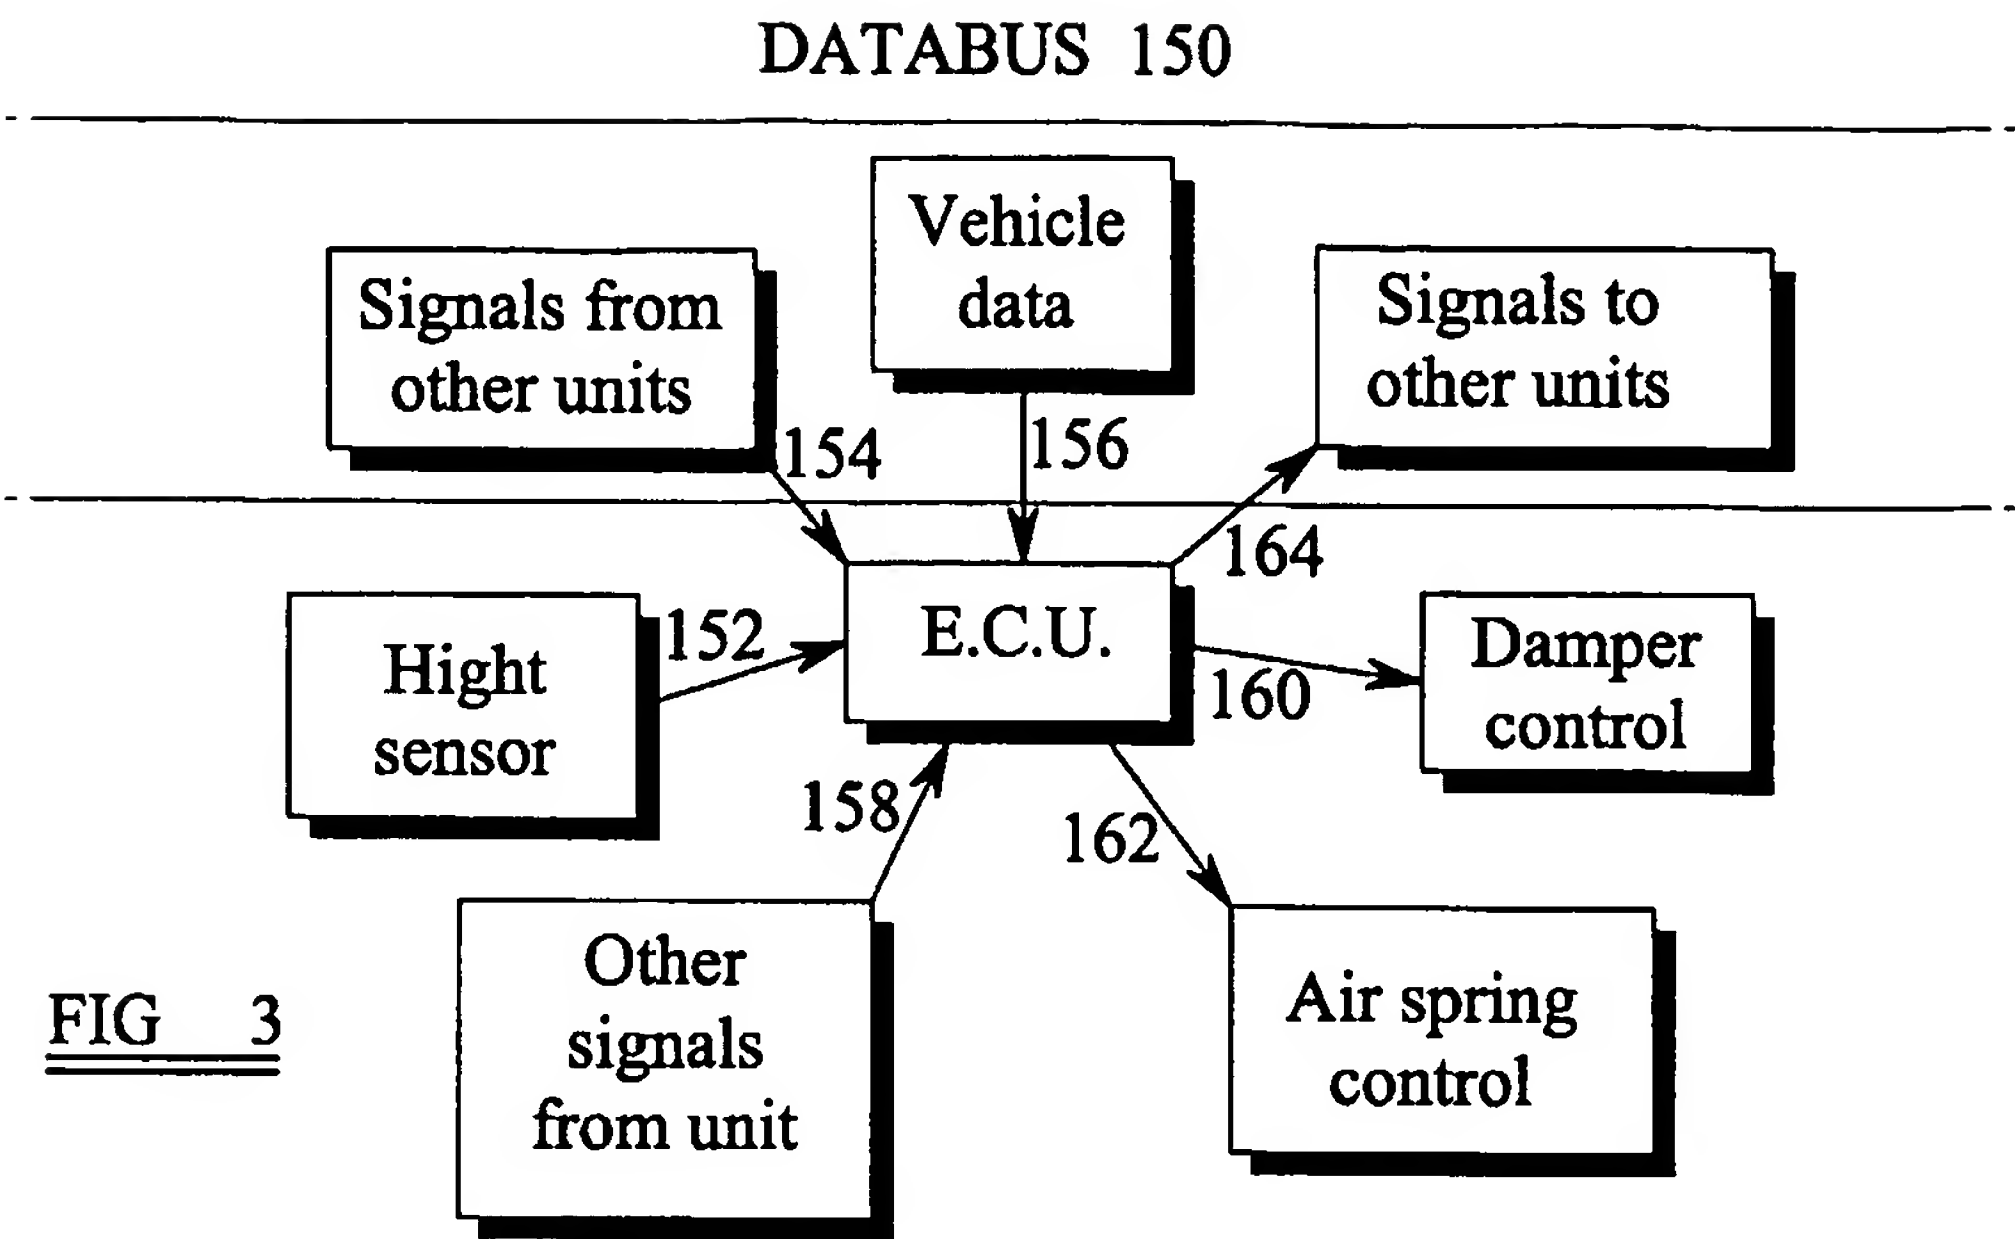 DATABUS 150
Vehicle
data
Signals from
other units
Signals to
other units
154
156
164
Hight
sensor
152
E.C.U.
160
Damper
control
158
162
Other
signals
from unit
Air spring
control
FIG 3